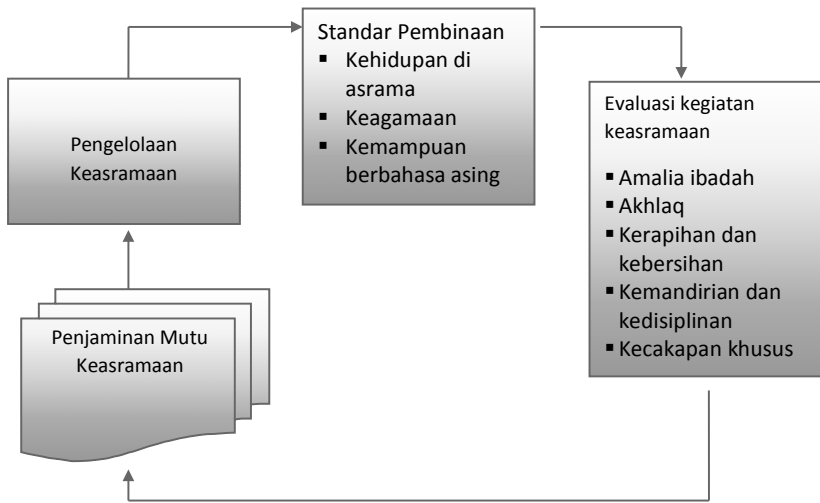 Standar Pembinaan
▪ Kehidupan di
asrama
▪ Keagamaan
▪ Kemampuan
berbahasa asing
Pengelolaan
Keasramaan
Evaluasi kegiatan
keasramaan
▪ Amalia ibadah
▪ Akhlaq
▪ Kerapihan dan
kebersihan
▪ Kemandirian dan
kedisiplinan
▪ Kecakapan khusus
Penjaminan Mutu
Keasramaan